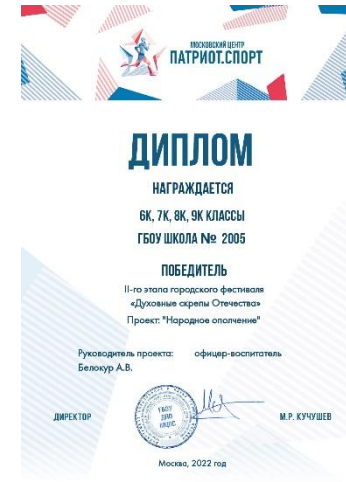 МОСКОВСКИЙ ЦЕНТР
ПАТРИОТ.СПОРТ
ДИПЛОМ
НАГРАЖДАЕТСЯ
6К, 7К, 8К, 9К КЛАССЫ
ГБОУ ШКОЛА № 2005
ПОБЕДИТЕЛЬ
II-го этапа городского фестиваля
«Духовные скрепы Отечества»
Проект: "Народное ополчение"
Руководитель проекта: офицер-воспитатель
Белокур А.В.
ДИРЕКТОР
М.Р. КУЧУШЕВ
ГБОУ
Москва, 2022 год